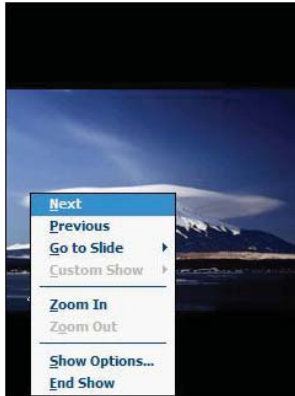 Next
Previous
Go to Slide
Custom Show
Zoom In
Zoom Out
Show Options...
End Show